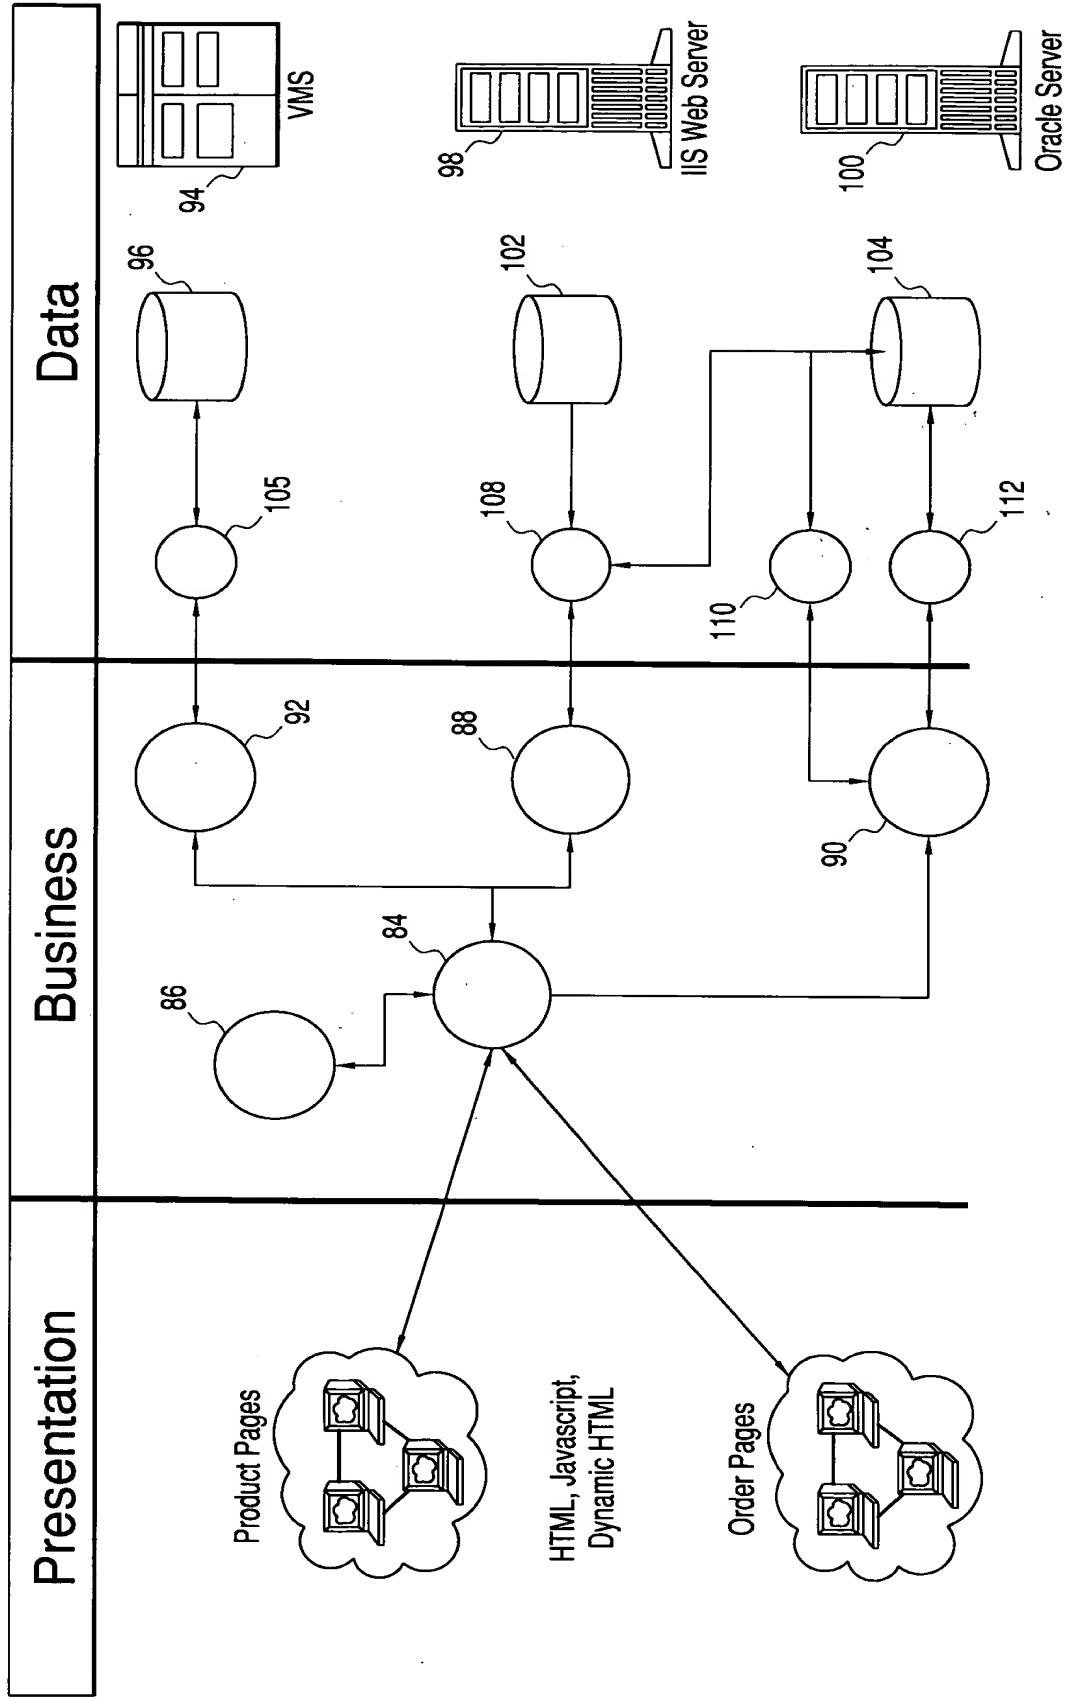 Presentation
Business
Data
Product Pages
HTML, Javascript,
Dynamic HTML
Order Pages
86
84
92
88
90
105
108
110
112
96
102
104
94
VMS
98
IIS Web Server
100
Oracle Server